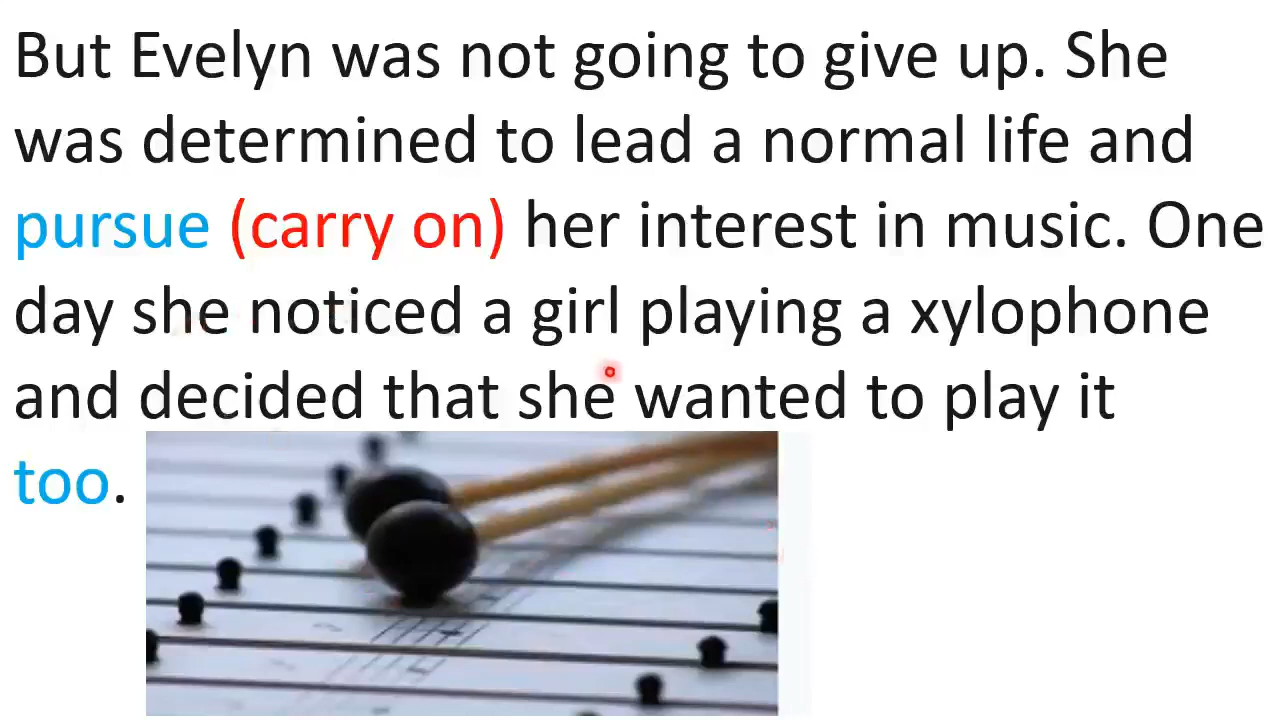 But Evelyn was not going to give up. She
was determined to lead a normal life and
pursue (carry on) her interest in music. One
day she noticed a girl playing a xylophone
and decided that she wanted to play it
too.